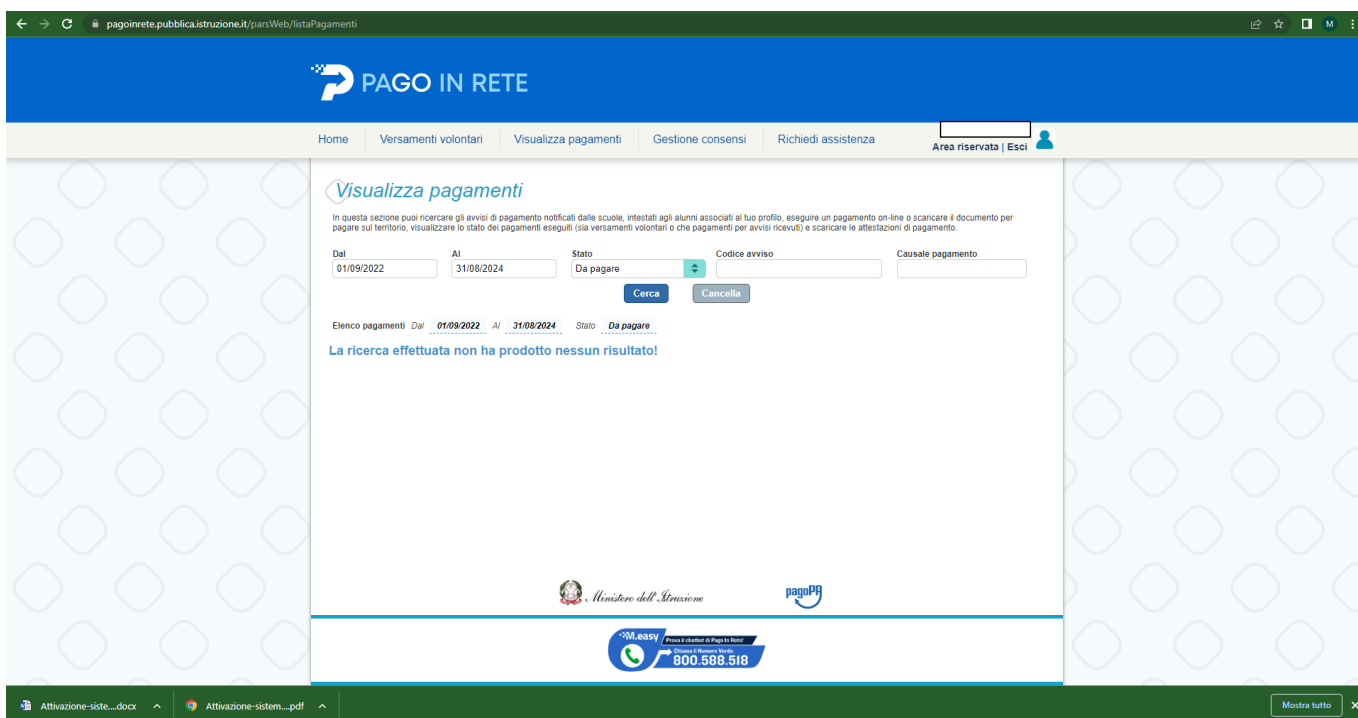 pagoinrete.pubblica.istruzione.it/parsWeb/listaPagamenti
M
PAGO IN RETE
Home Versamenti volontari Visualizza pagamenti Gestione consensi Richiedi assistenza
Area riservata | Esci
Visualizza pagamenti
In questa sezione puoi ricercare gli avvisi di pagamento notificati dalle scuole, intestati agli alunni associati al tuo profilo, eseguire un pagamento on-line o scaricare il documento per
pagare sul territorio, visualizzare lo stato dei pagamenti eseguiti (sia versamenti volontari o che pagamenti per avvisi ricevuti) e scaricare le attestazioni di pagamento.
Dal Al Stato Codice avviso Causale pagamento
01/09/2022 31/08/2024 Da pagare
Cerca Cancella
Elenco pagamenti Dal 01/09/2022 Al 31/08/2024 Stato Da pagare
La ricerca effettuata non ha prodotto nessun risultato!
Ministero dell'Istruzione pagoPA
M.easy Prova il chatbot di Pago In Rete!
Chiama il Numero Verde:
800.588.518
Attivazione-siste....docx Attivazione-sistem....pdf Mostra tutto